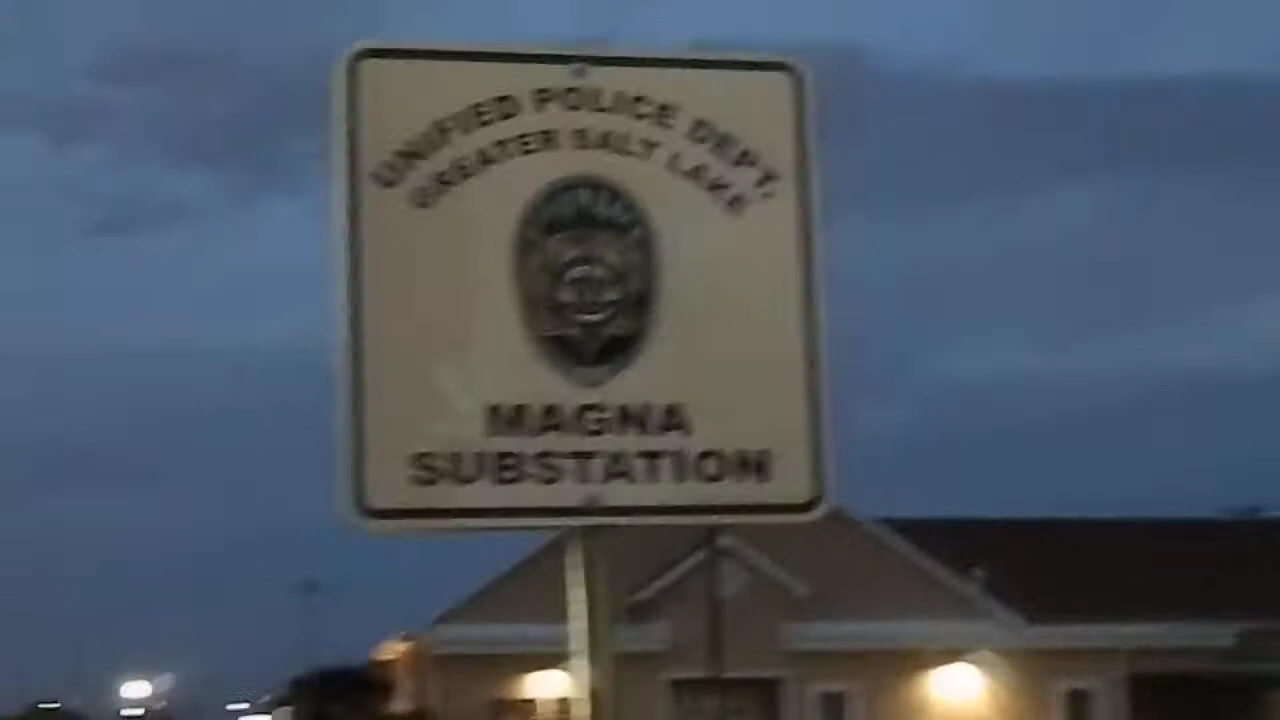 UNIFIED POLICE DEPT.
GREATER SALT LAKE
MAGNA
SUBSTATION